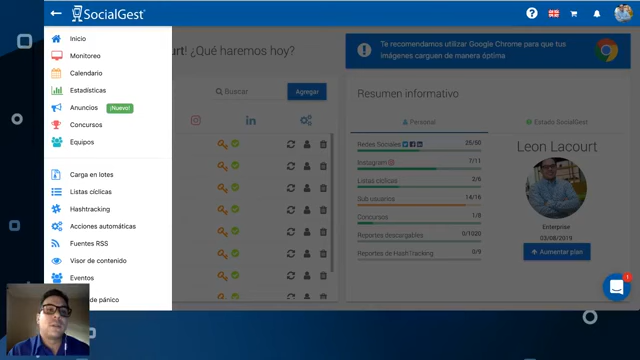 SocialGest
Inicio
Monitoreo
Calendario
Estadísticas
Anuncios ¡Nuevo!
Concursos
Equipos
Carga en lotes
Listas cíclicas
Hashtracking
Acciones automáticas
Fuentes RSS
Visor de contenido
Eventos
de pánico
! ¿Qué haremos hoy?
Buscar
Agregar
Te recomendamos utilizar Google Chrome para que
tus imágenes carguen de manera óptima
Resumen informativo
Personal
Estado SocialGest
Redes Sociales 25/50
Instagram 7/11
Listas cíclicas 2/6
Sub usuarios 14/16
Concursos 1/8
Reportes descargables 0/1020
Reportes de HashTracking 0/9
Leon Lacourt
Enterprise
03/08/2019
Aumentar plan
1